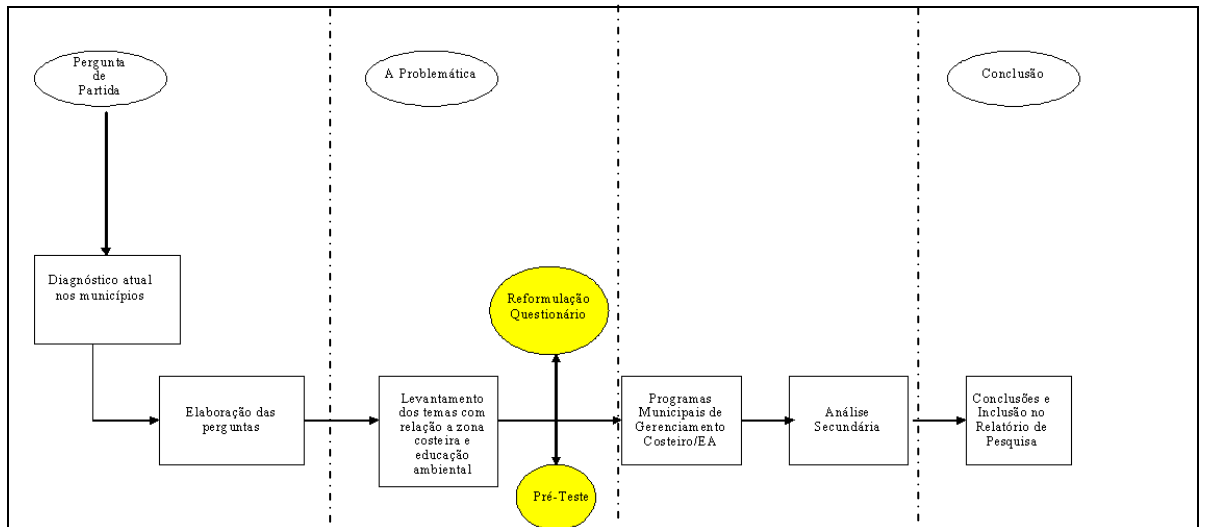 Pergunta
de
Partida
A Problemática
Conclusão
Diagnóstico atual
nos municípios
Reformulação
Questionário
Elaboração das
perguntas
Levantamento
dos temas com
relação a zona
costeira e
educação
ambiental
Programas
Municipais de
Gerenciamento
Costeiro/EA
Análise
Secundária
Conclusões e
Inclusão no
Relatório de
Pesquisa
Pré-Teste